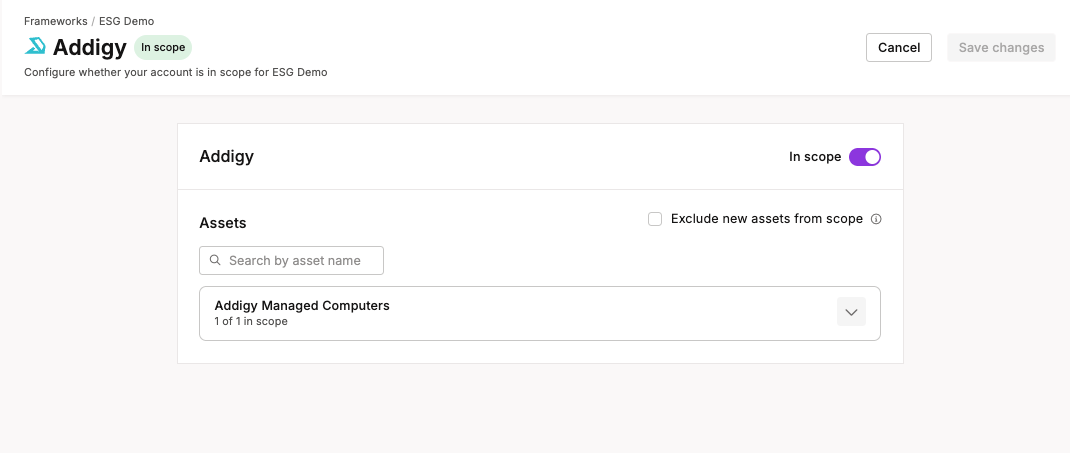 Frameworks / ESG Demo
Addigy In scope
Configure whether your account is in scope for ESG Demo
Cancel
Save changes
Addigy
In scope
Assets
Exclude new assets from scope
Search by asset name
Addigy Managed Computers
1 of 1 in scope